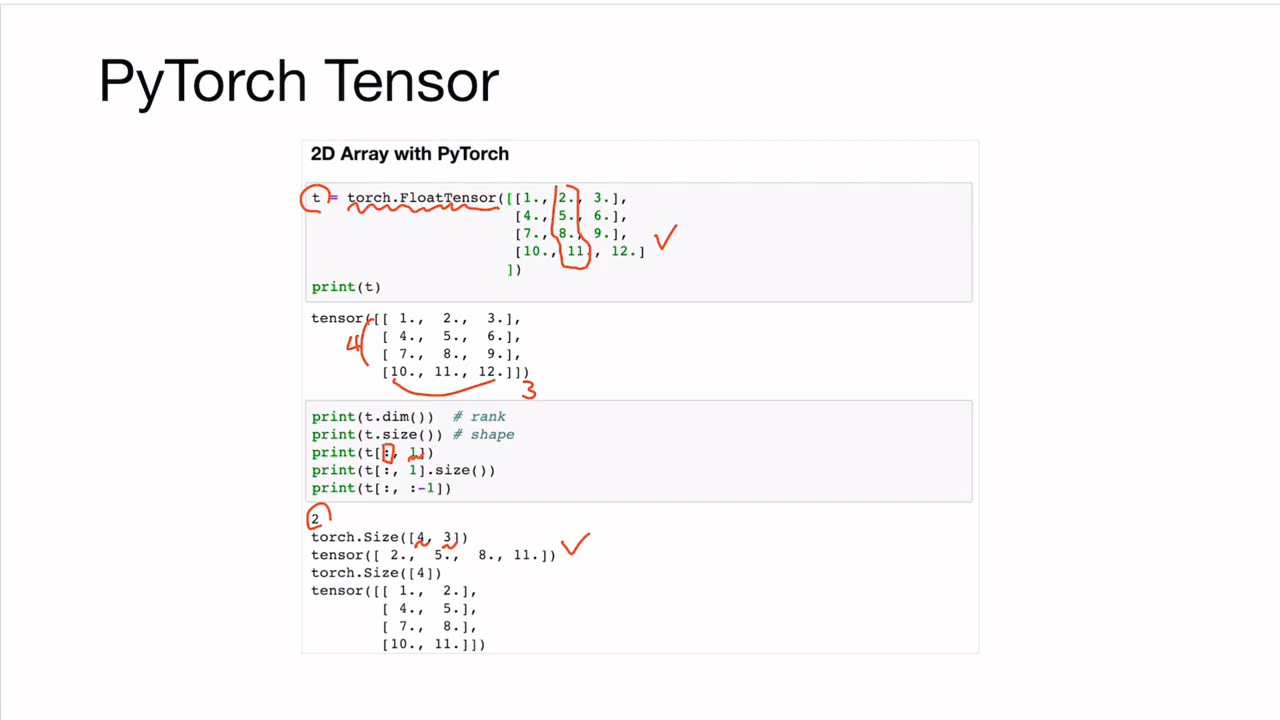 PyTorch Tensor
2D Array with PyTorch
t = torch.FloatTensor([[1., 2., 3.],
[4., 5., 6.],
[7., 8., 9.],
[10., 11., 12.]
])
print(t)
tensor([[ 1., 2., 3.],
[ 4., 5., 6.],
4
[ 7., 8., 9.],
[10., 11., 12.]])
3
print(t.dim()) # rank
print(t.size()) # shape
print(t[:, 1])
print(t[:, 1].size())
print(t[:, :-1])
2
torch.Size([4, 3])
tensor([ 2., 5., 8., 11.])
torch.Size([4])
tensor([[ 1., 2.],
[ 4., 5.],
[ 7., 8.],
[10., 11.]])